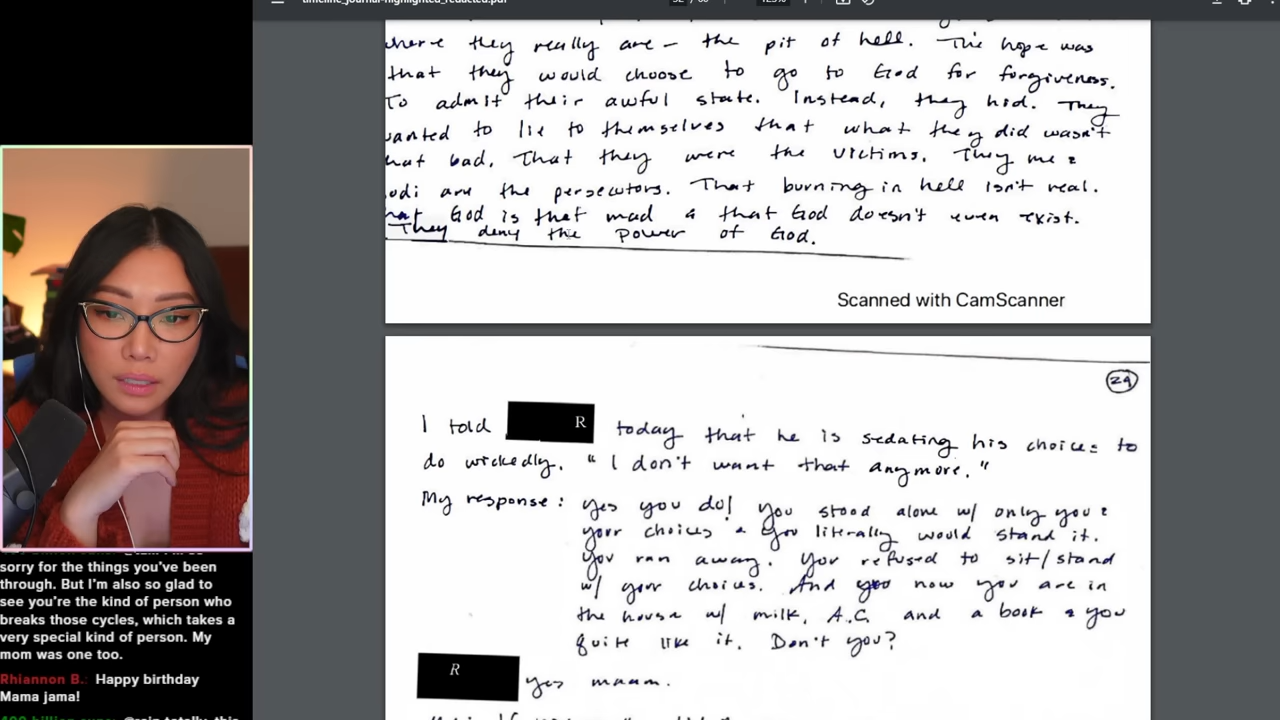 timeline_journal-highlighted_redacted.pdf
where they really are - the pit of hell. The hope was
that they would choose to go to God for forgiveness.
To admit their awful state. Instead, they hid. They
wanted to lie to themselves that what they did wasn't
hat bad. That they were the victims. They me &
odi are the persecutors. That burning in hell isn't real.
hat God is that mad & that God doesn't even exist.
They deny the power of God.
Scanned with CamScanner
24
I told R today that he is sedating his choices to
do wickedly. "I don't want that anymore."
My response: yes you do! you stood alone w/ only you &
your choices & you literally would stand it.
You ran away. You refused to sit/stand
w/ your choices. And now you are in
the house w/ milk, A.C. and a book & you
quite like it. Don't you?
R yes maam.
sorry for the things you've been
through. But I'm also so glad to
see you're the kind of person who
breaks those cycles, which takes a
very special kind of person. My
mom was one too.
Rhiannon B.: Happy birthday
Mama jama!